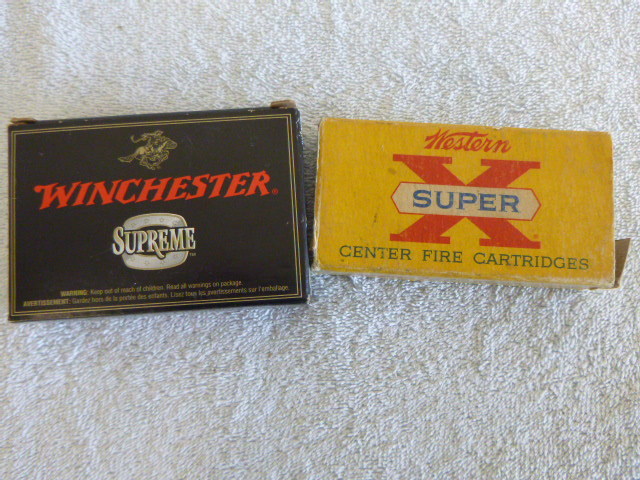 WINCHESTER®
SUPREME™
WARNING: Keep out of reach of children. Read all warnings on package.
AVERTISSEMENT: Gardez hors de la portée des enfants. Lisez tous les avertissements sur l'emballage.
Western
SUPER X
CENTER FIRE CARTRIDGES